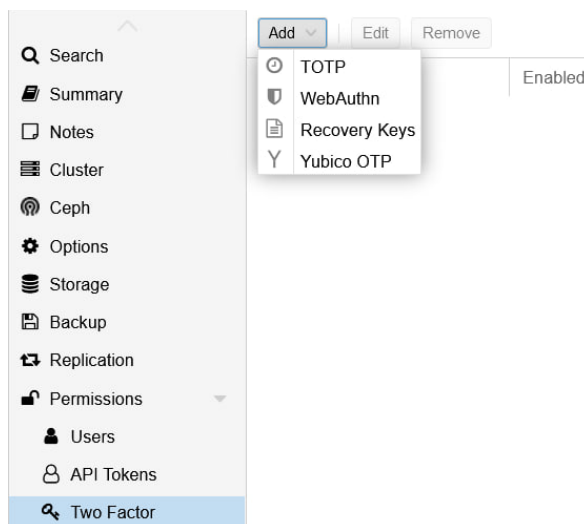 Search
Summary
Notes
Cluster
Ceph
Options
Storage
Backup
Replication
Permissions
Users
API Tokens
Two Factor
Add Edit Remove
TOTP
WebAuthn
Recovery Keys
Yubico OTP
Enabled